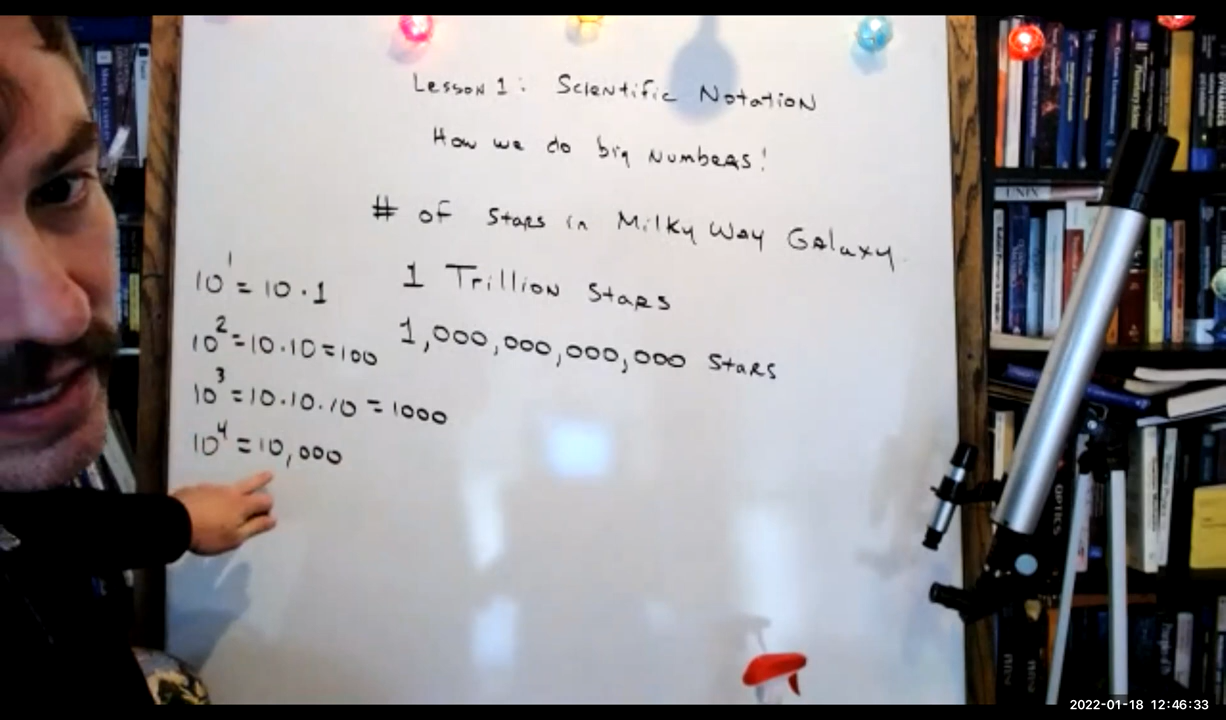 Lesson 1: Scientific Notation
How we do big Numbers!
# of Stars in Milky Way Galaxy
1 Trillion Stars
1,000,000,000,000 Stars
10¹ = 10 · 1
10² = 10 · 10 = 100
10³ = 10 · 10 · 10 = 1000
10⁴ = 10,000
UNIX
OPTICS
2022-01-18 12:46:33